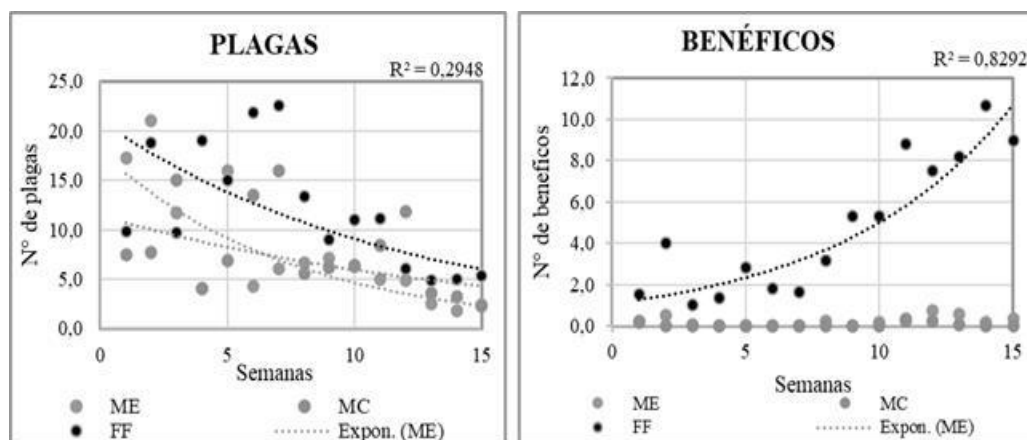 PLAGAS
R² = 0,2948
25,0
20,0
15,0
10,0
5,0
0,0
N° de plagas
0 5 10 15
Semanas
ME MC
FF Expon. (ME)
BENÉFICOS
R² = 0,8292
12,0
10,0
8,0
6,0
4,0
2,0
0,0
N° de beneficos
0 5 10 15
Semanas
ME MC
FF Expon. (ME)